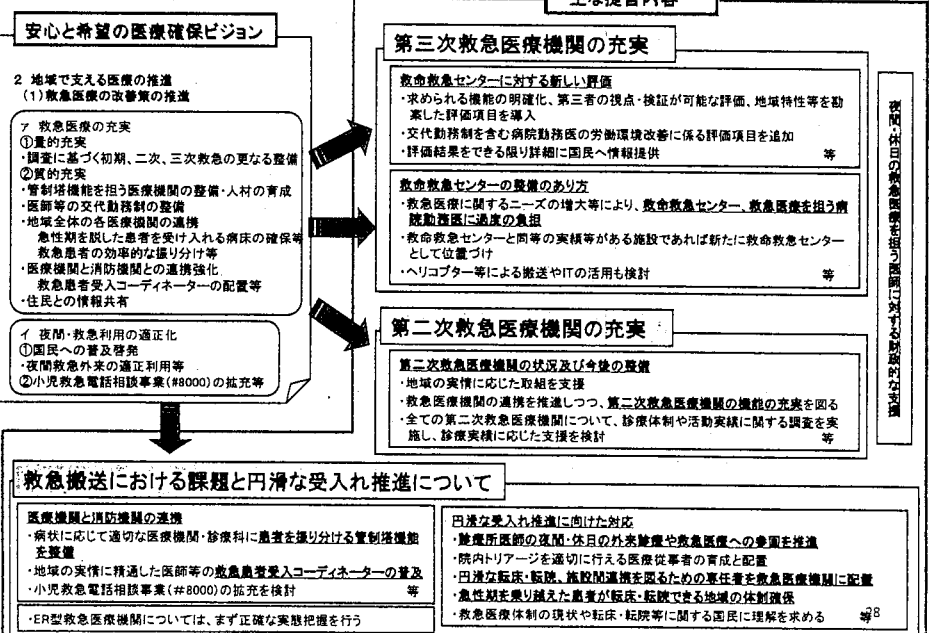 安心と希望の医療確保ビジョン
2 地域で支える医療の推進
(1)救急医療の改善策の推進
ア 救急医療の充実
①量的充実
・調査に基づく初期、二次、三次救急の更なる整備
②質的充実
・管制塔機能を担う医療機関の整備・人材の育成
・医師等の交代勤務制の整備
・地域全体の各医療機関の連携
急性期を脱した患者を受け入れる病床の確保等
救急患者の効率的な振り分け等
・医療機関と消防機関との連携強化
救急患者受入コーディネーターの配置等
・住民との情報共有
イ 夜間・救急利用の適正化
①国民への普及啓発
・夜間救急外来の適正利用等
②小児救急電話相談事業(#8000)の拡充等
主な提言内容
第三次救急医療機関の充実
救命救急センターに対する新しい評価
・求められる機能の明確化、第三者の視点・検証が可能な評価、地域特性等を勘
案した評価項目を導入
・交代勤務制を含む病院勤務医の労働環境改善に係る評価項目を追加
・評価結果をできる限り詳細に国民へ情報提供 等
救命救急センターの整備のあり方
・救急医療に関するニーズの増大等により、救命救急センター、救急医療を担う病
院勤務医に過度の負担
・救命救急センターと同等の実績等がある施設であれば新たに救命救急センター
として位置づけ
・ヘリコプター等による搬送やITの活用も検討 等
第二次救急医療機関の充実
第二次救急医療機関の状況及び今後の整備
・地域の実情に応じた取組を支援
・救急医療機関の連携を推進しつつ、第二次救急医療機関の機能の充実を図る
・全ての第二次救急医療機関について、診療体制や活動実績に関する調査を実
施し、診療実績に応じた支援を検討 等
夜間・休日の救急医療を担う医師に対する財政的な支援
救急搬送における課題と円滑な受入れ推進について
医療機関と消防機関の連携
・病状に応じて適切な医療機関・診療科に患者を振り分ける管制塔機能
を整備
・地域の実情に精通した医師等の救急患者受入コーディネーターの普及
・小児救急電話相談事業(#8000)の拡充を検討 等
・ER型救急医療機関については、まず正確な実態把握を行う
円滑な受入れ推進に向けた対応
・診療所医師の夜間・休日の外来診療や救急医療への参画を推進
・院内トリアージを適切に行える医療従事者の育成と配置
・円滑な転床・転院、施設間連携を図るための専任者を救急医療機関に配置
・急性期を乗り越えた患者が転床・転院できる地域の体制確保
・救急医療体制の現状や転床・転院等に関する国民に理解を求める 等
28